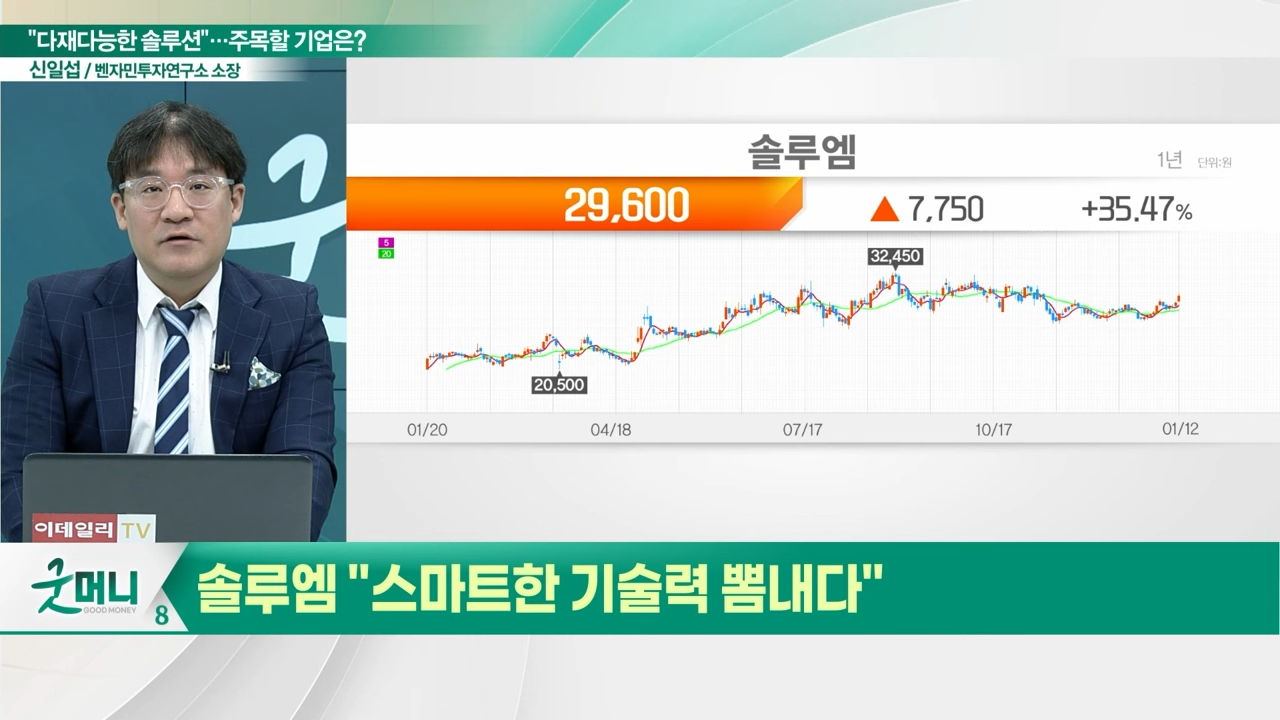 "다재다능한 솔루션"…주목할 기업은?
신일섭 / 벤자민투자연구소 소장
솔루엠
1년 단위:원
29,600 ▲ 7,750 +35.47%
5
20
32,450
20,500
01/20 04/18 07/17 10/17 01/12
이데일리 TV
굿머니
GOOD MONEY
8
솔루엠 "스마트한 기술력 뽐내다"